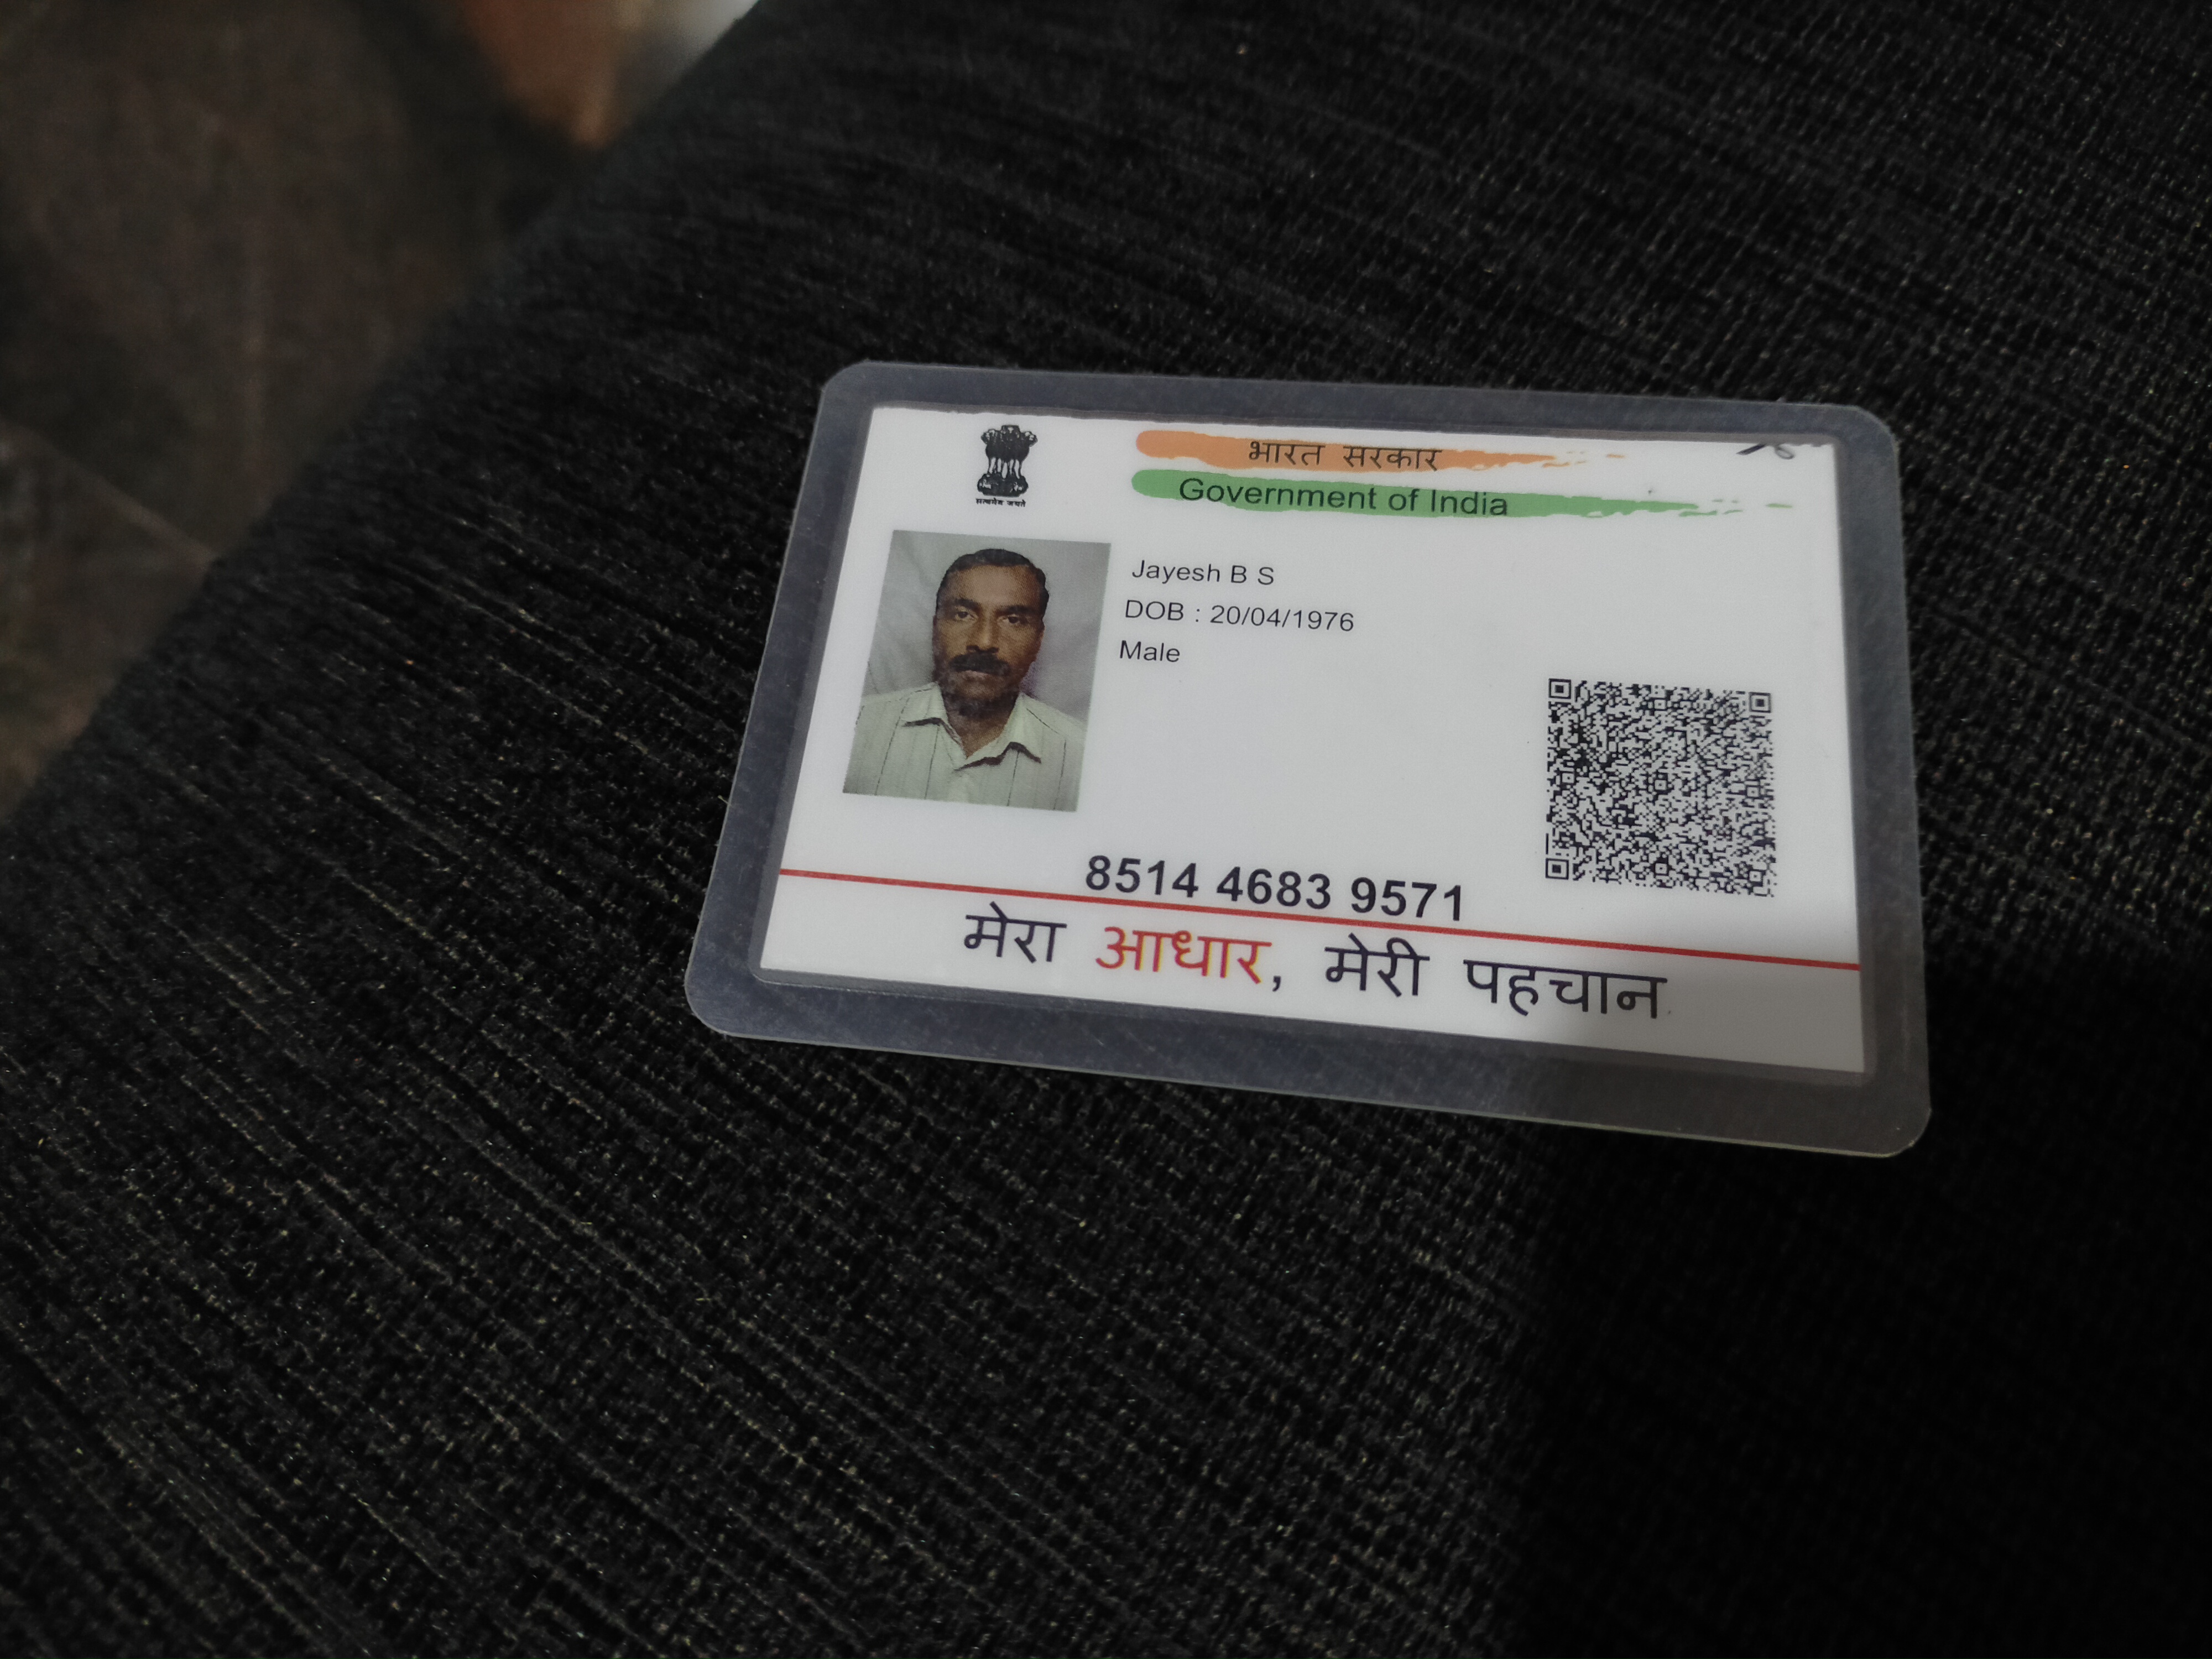 भारत सरकार
Government of India
सत्यमेव जयते
Jayesh B S
DOB : 20/04/1976
Male
8514 4683 9571
मेरा आधार, मेरी पहचान